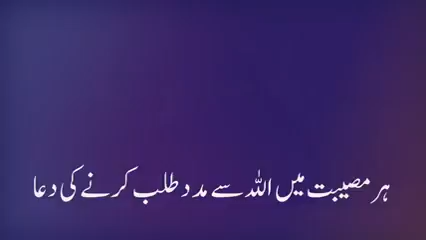 ہر مصیبت میں اللہ سے مدد طلب کرنے کی دعا